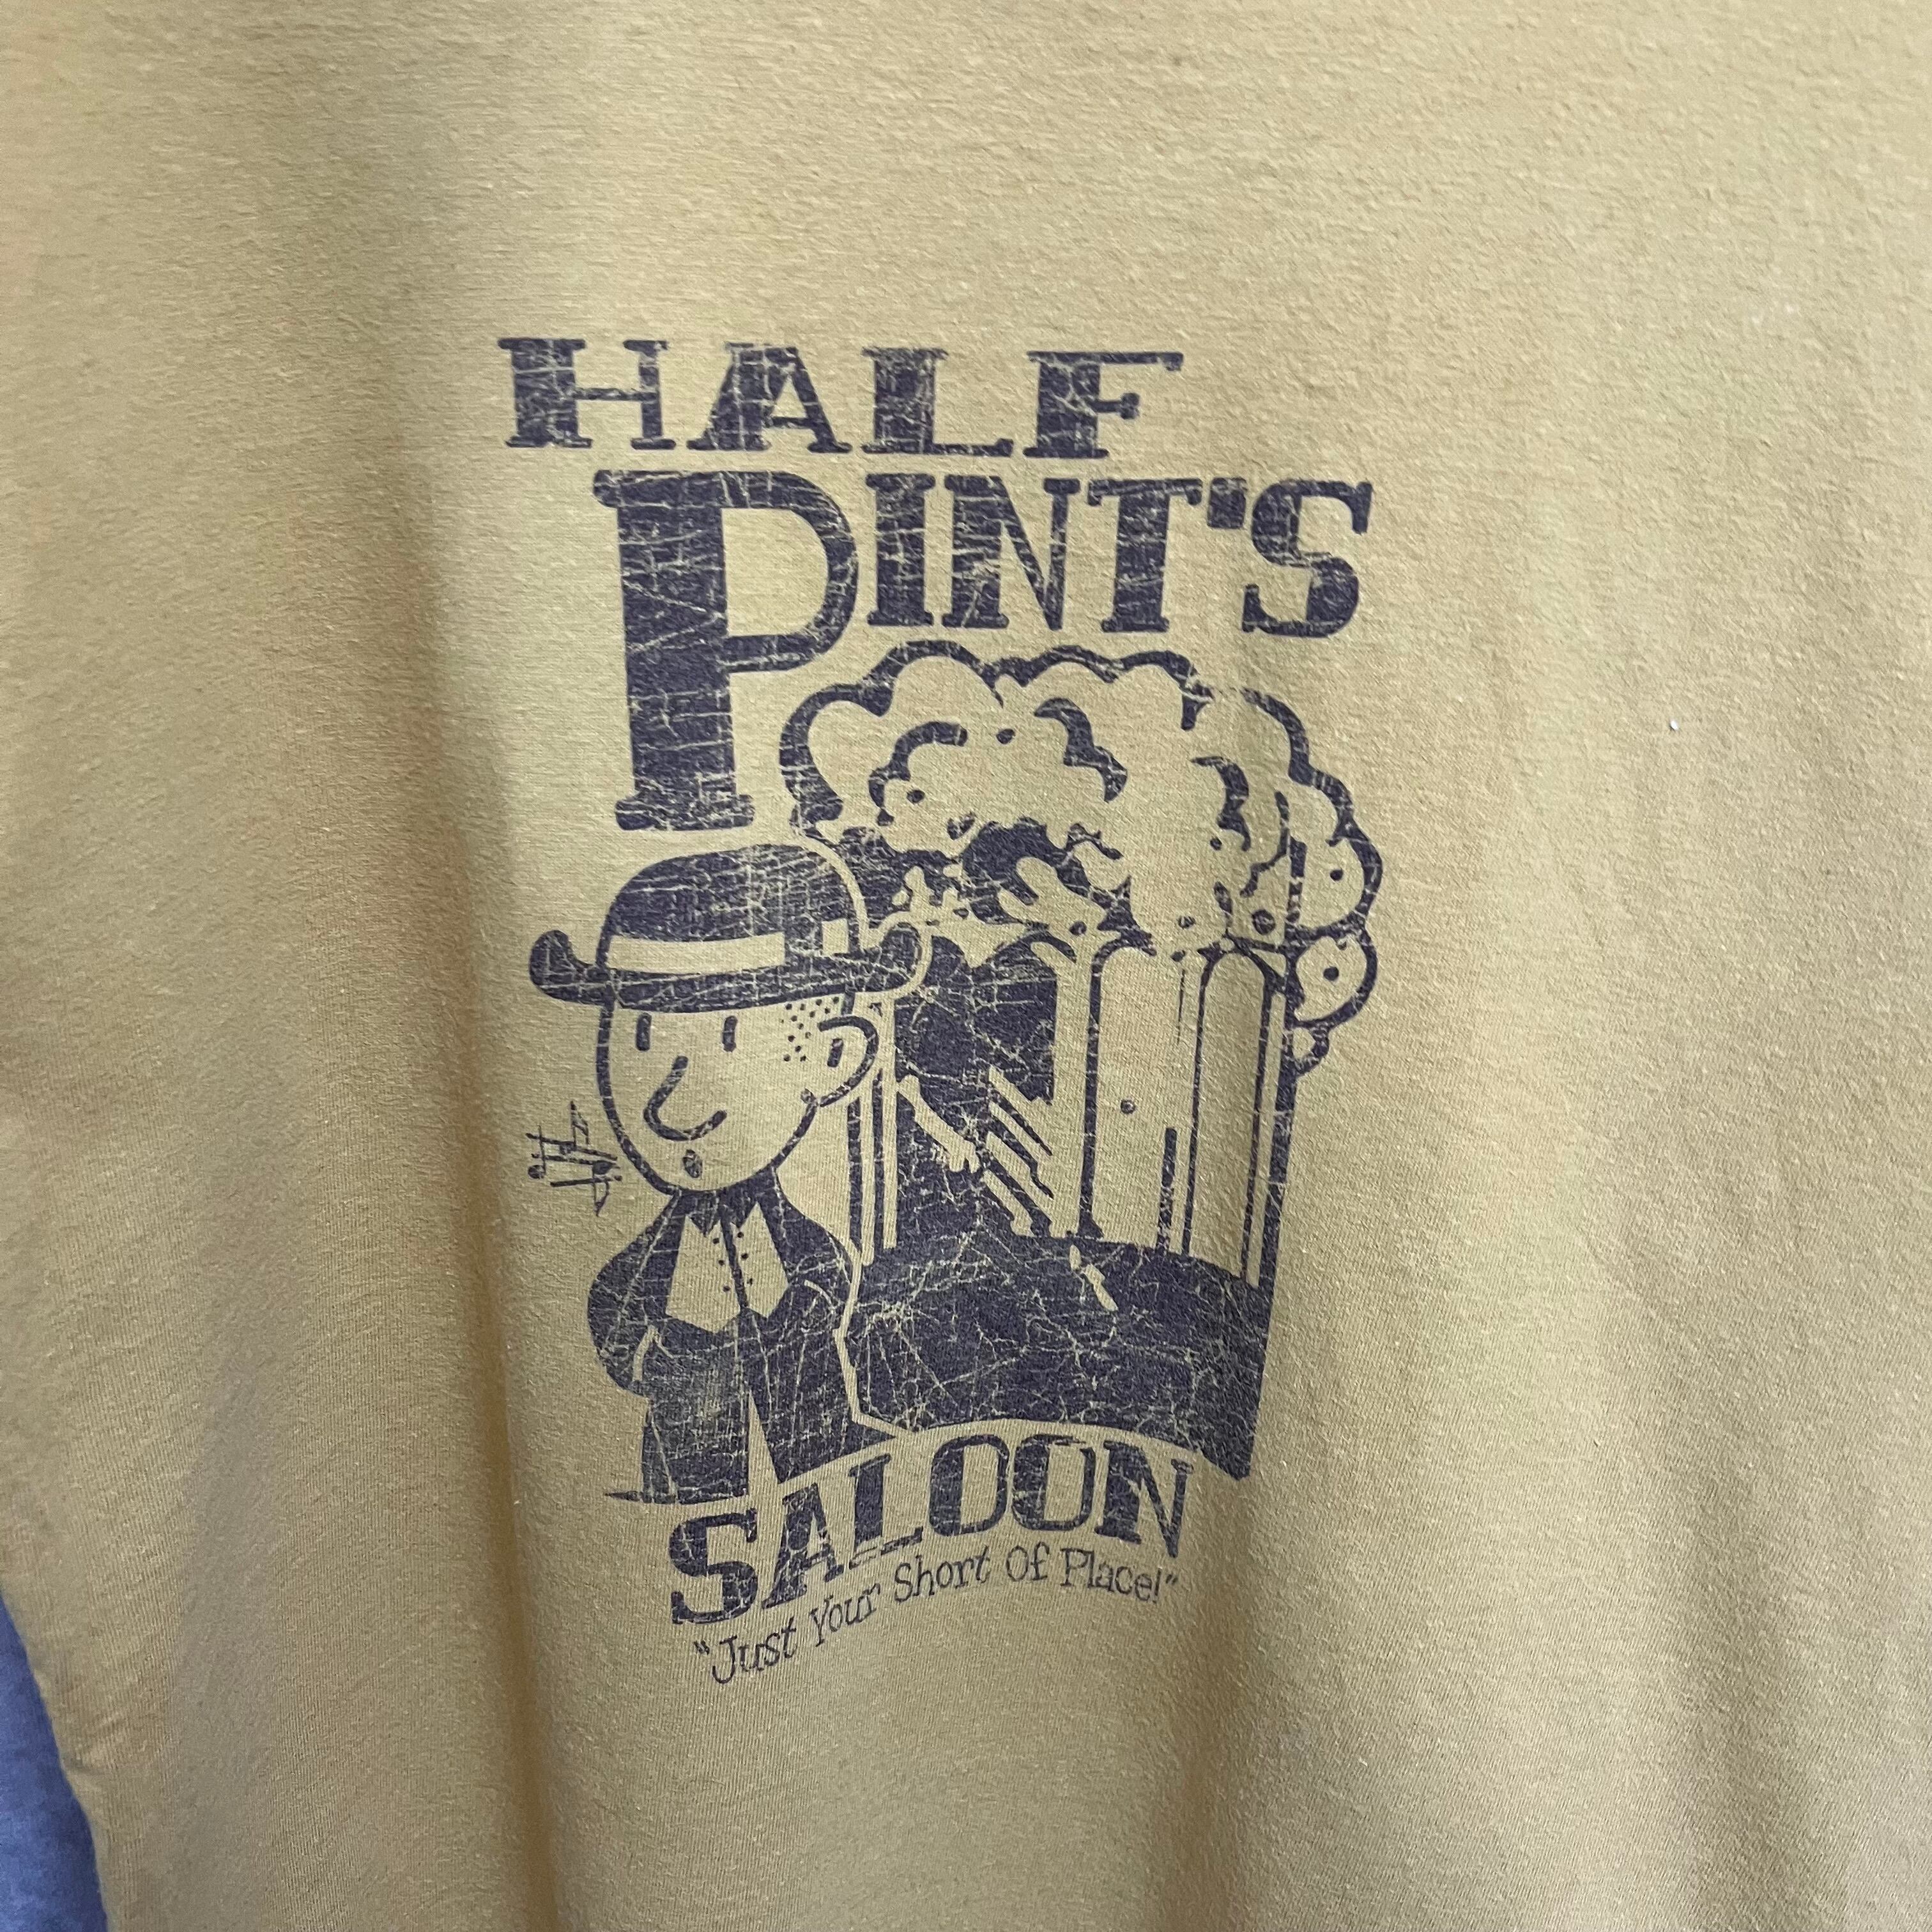 HALF
PINT'S
SALOON
"Just Your Short Of Place!"